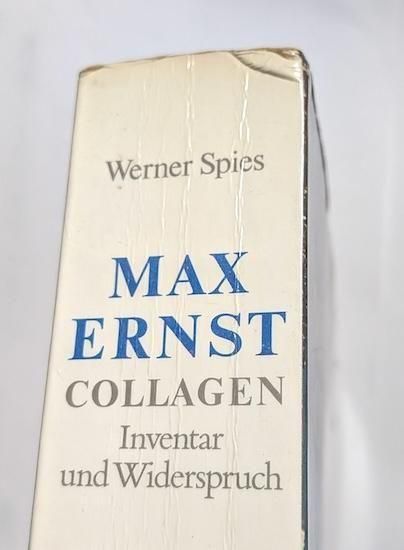 Werner Spies
MAX
ERNST
COLLAGEN
Inventar
und Widerspruch